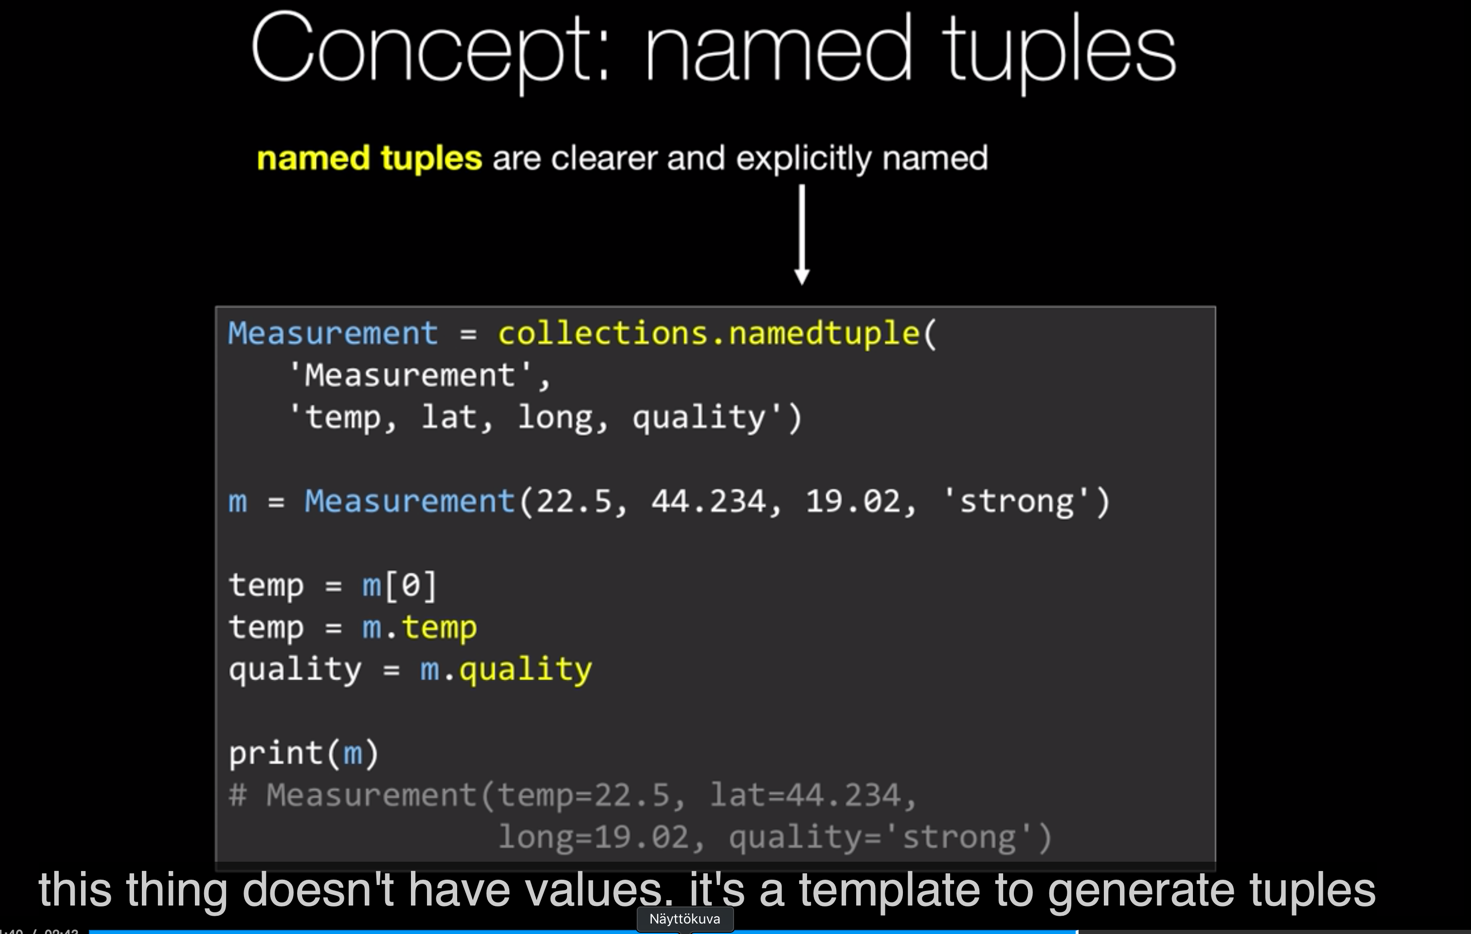 Concept: named tuples
named tuples are clearer and explicitly named
Measurement = collections.namedtuple(
'Measurement',
'temp, lat, long, quality')
m = Measurement(22.5, 44.234, 19.02, 'strong')
temp = m[0]
temp = m.temp
quality = m.quality
print(m)
# Measurement(temp=22.5, lat=44.234,
long=19.02, quality='strong')
this thing doesn't have values. it's a template to generate tuples
Näyttökuva